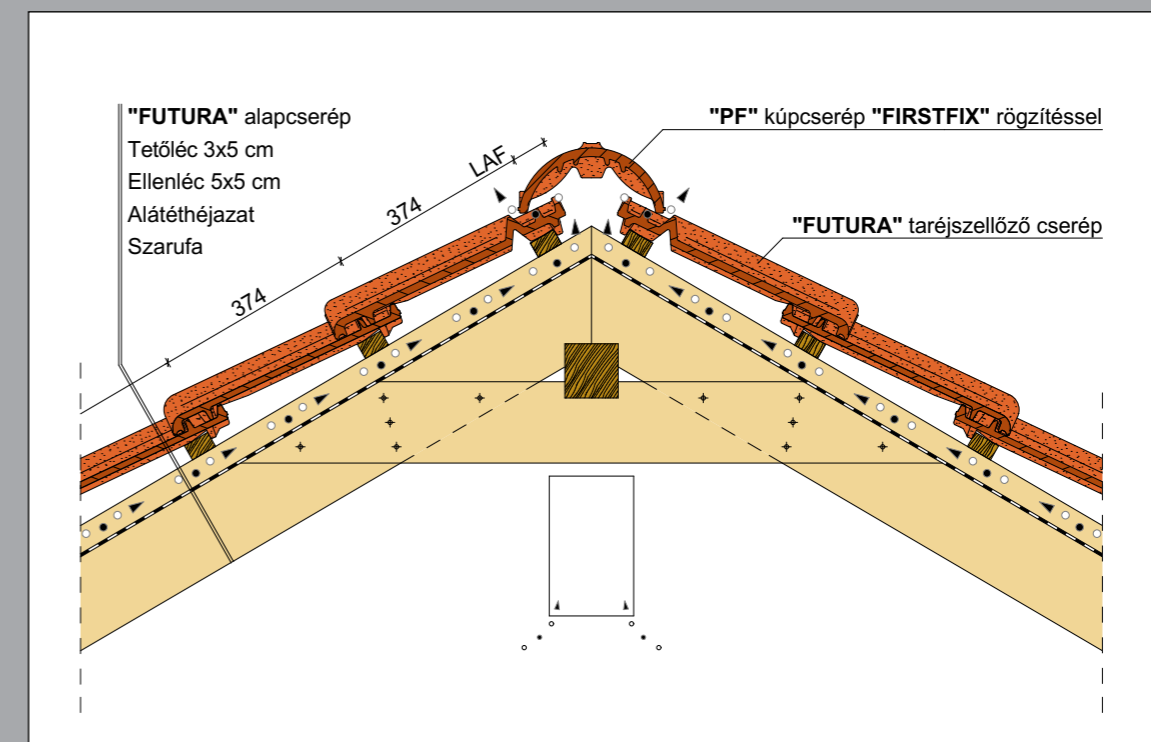 "FUTURA" alapcserép
Tetőléc 3x5 cm
Ellenléc 5x5 cm
Alátéthéjazat
Szarufa
"PF" kúpcserép "FIRSTFIX" rögzítéssel
"FUTURA" taréjszellőző cserép
LAF
374
374